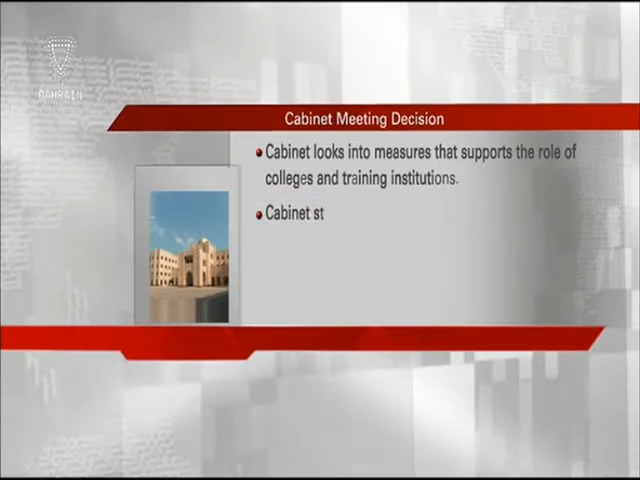 BAHRAIN
Cabinet Meeting Decision
Cabinet looks into measures that supports the role of
colleges and training institutions.
Cabinet st